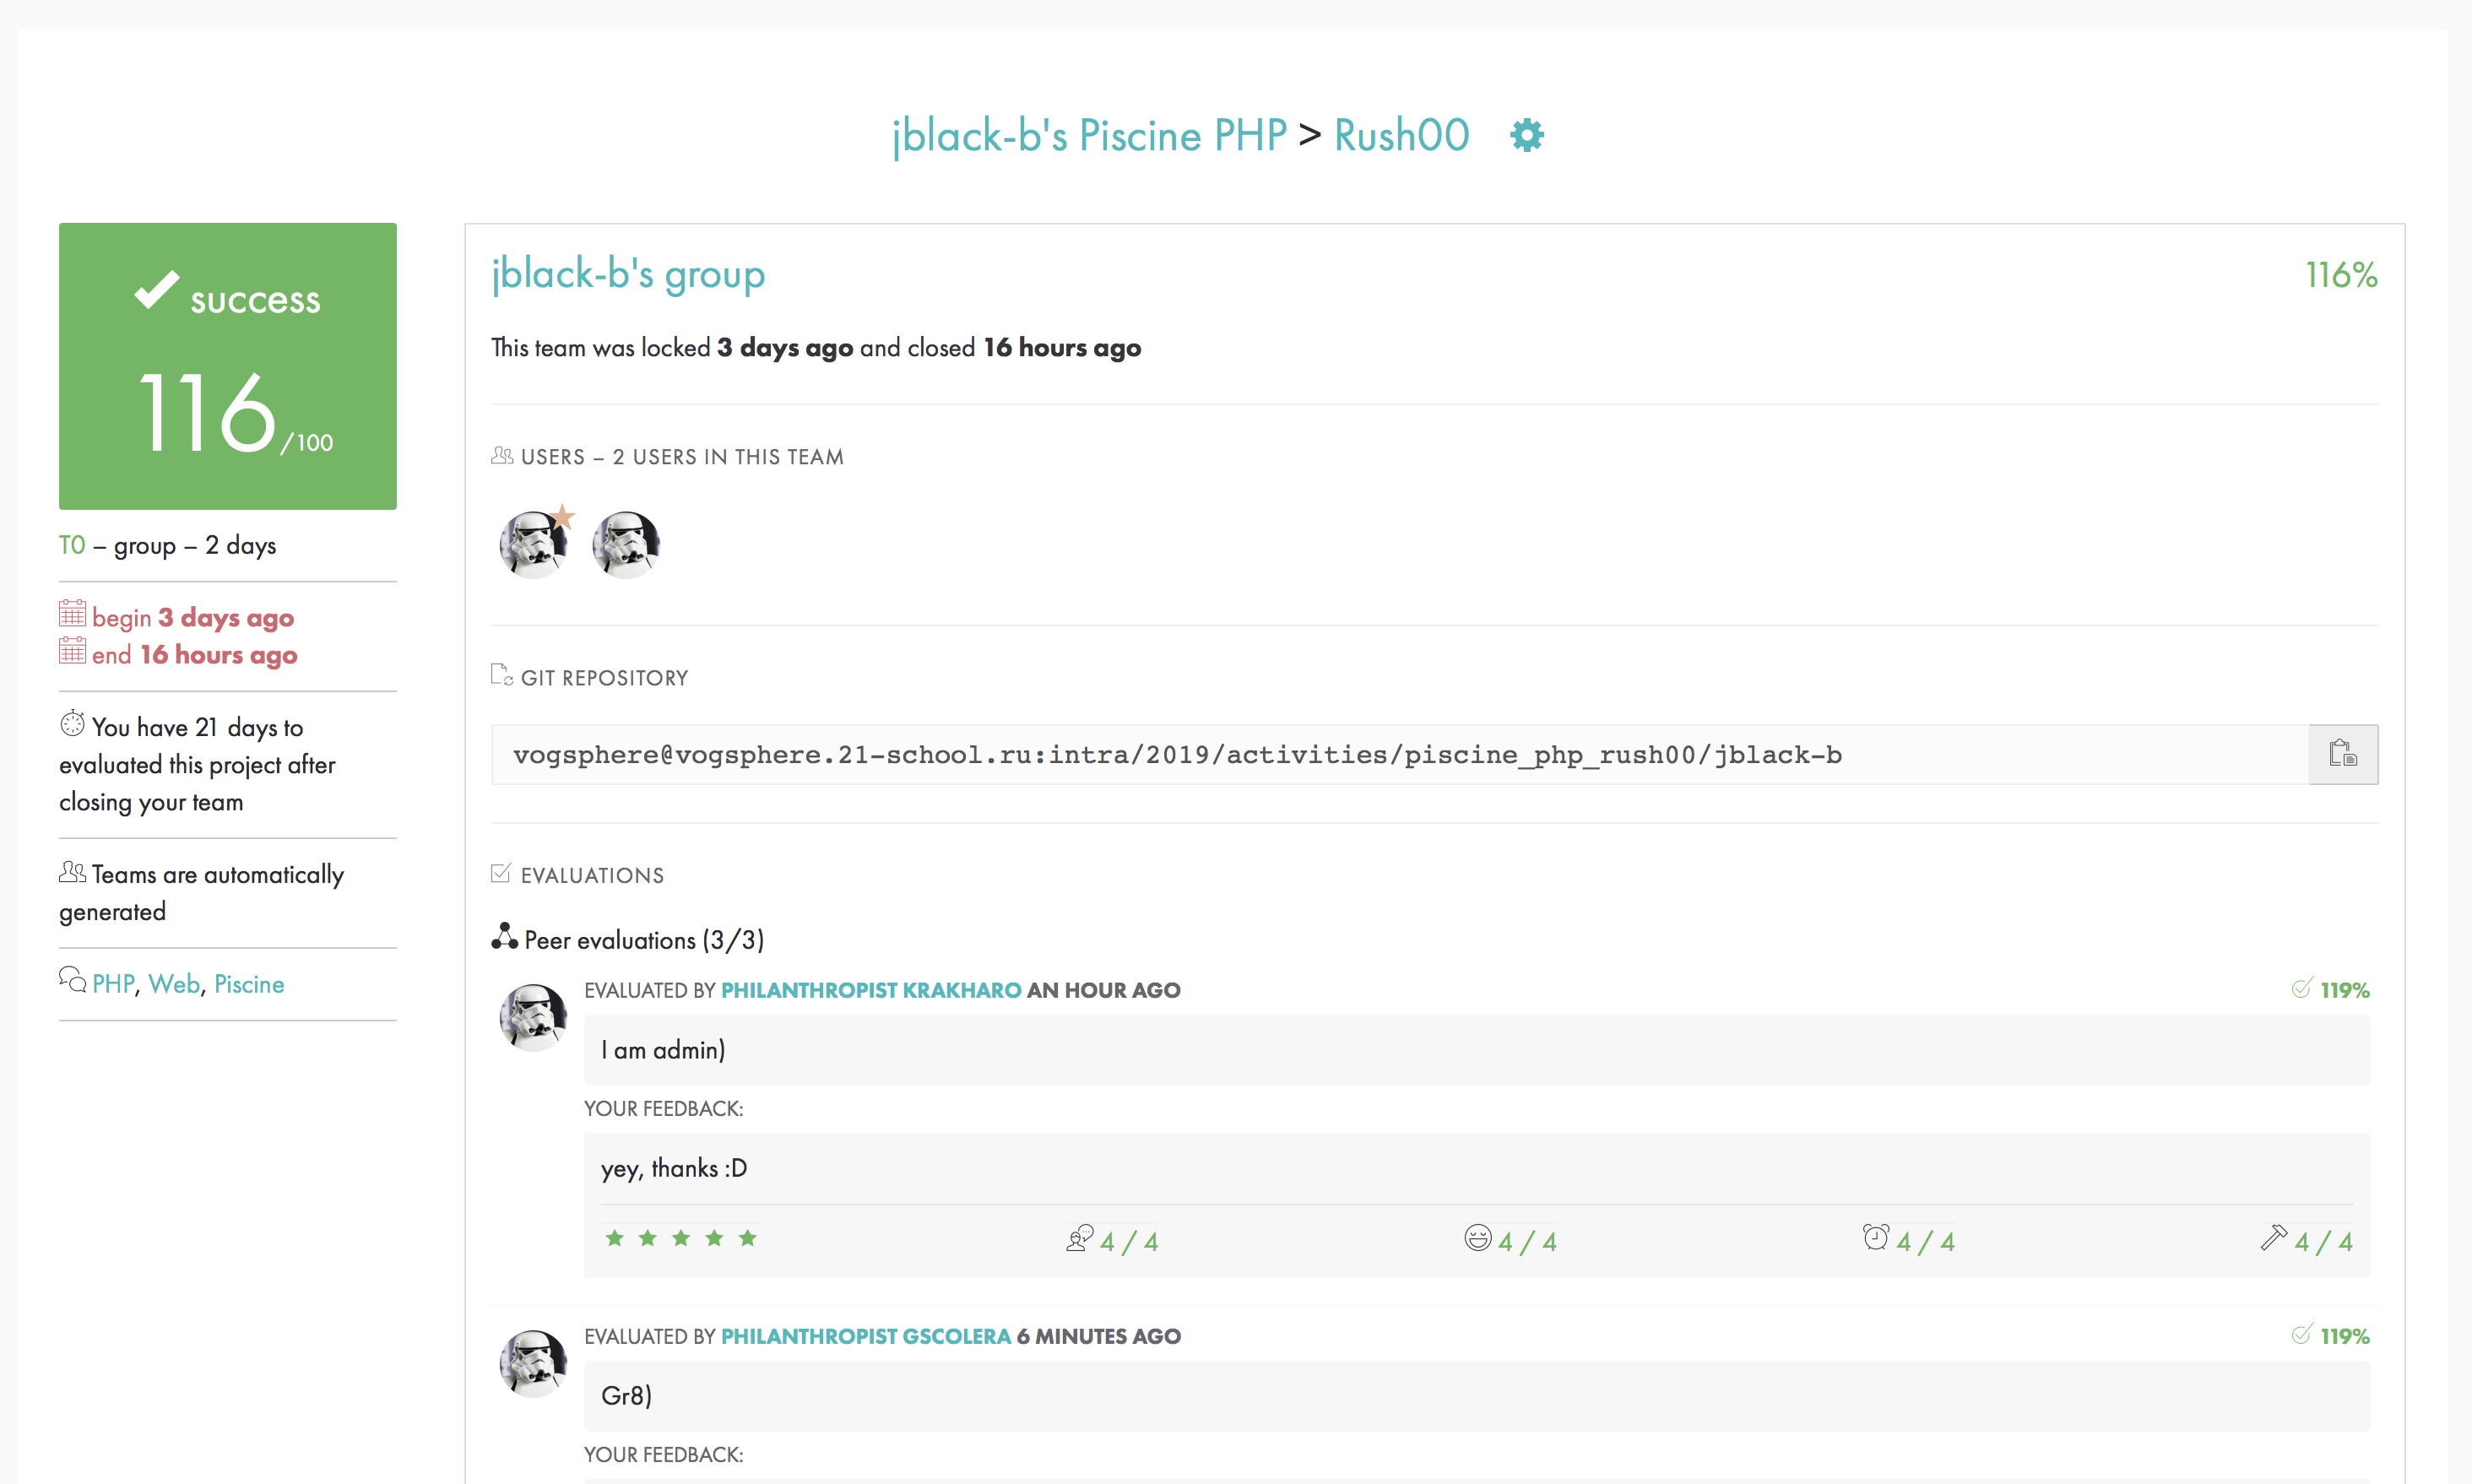 jblack-b's Piscine PHP > Rush00
success
116/100
T0 – group – 2 days
begin 3 days ago
end 16 hours ago
You have 21 days to
evaluated this project after
closing your team
Teams are automatically
generated
PHP, Web, Piscine
jblack-b's group
116%
This team was locked 3 days ago and closed 16 hours ago
USERS – 2 USERS IN THIS TEAM
GIT REPOSITORY
vogsphere@vogsphere.21-school.ru:intra/2019/activities/piscine_php_rush00/jblack-b
EVALUATIONS
Peer evaluations (3/3)
EVALUATED BY PHILANTHROPIST KRAKHARO AN HOUR AGO
119%
I am admin)
YOUR FEEDBACK:
yey, thanks :D
4 / 4
4 / 4
4 / 4
4 / 4
EVALUATED BY PHILANTHROPIST GSCOLERA 6 MINUTES AGO
119%
Gr8)
YOUR FEEDBACK: